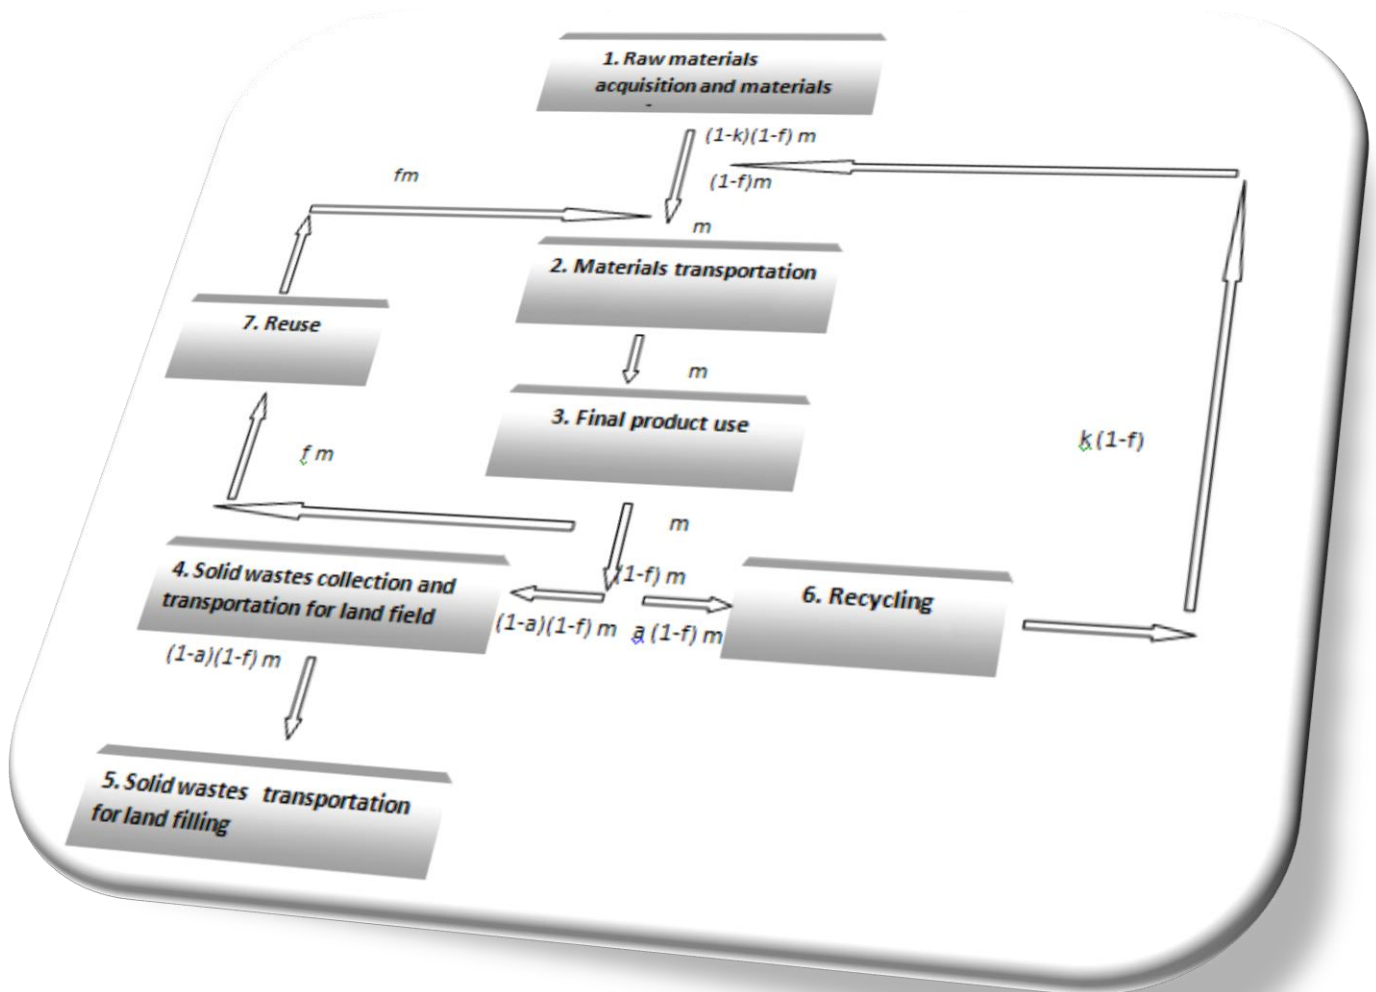 1. Raw materials
acquisition and materials
(1-k)(1-f) m
(1-f)m
fm
m
2. Materials transportation
7. Reuse
m
3. Final product use
k (1-f)
f m
m
(1-f) m
4. Solid wastes collection and
transportation for land field
6. Recycling
(1-a)(1-f) m
a (1-f) m
(1-a)(1-f) m
5. Solid wastes transportation
for land filling